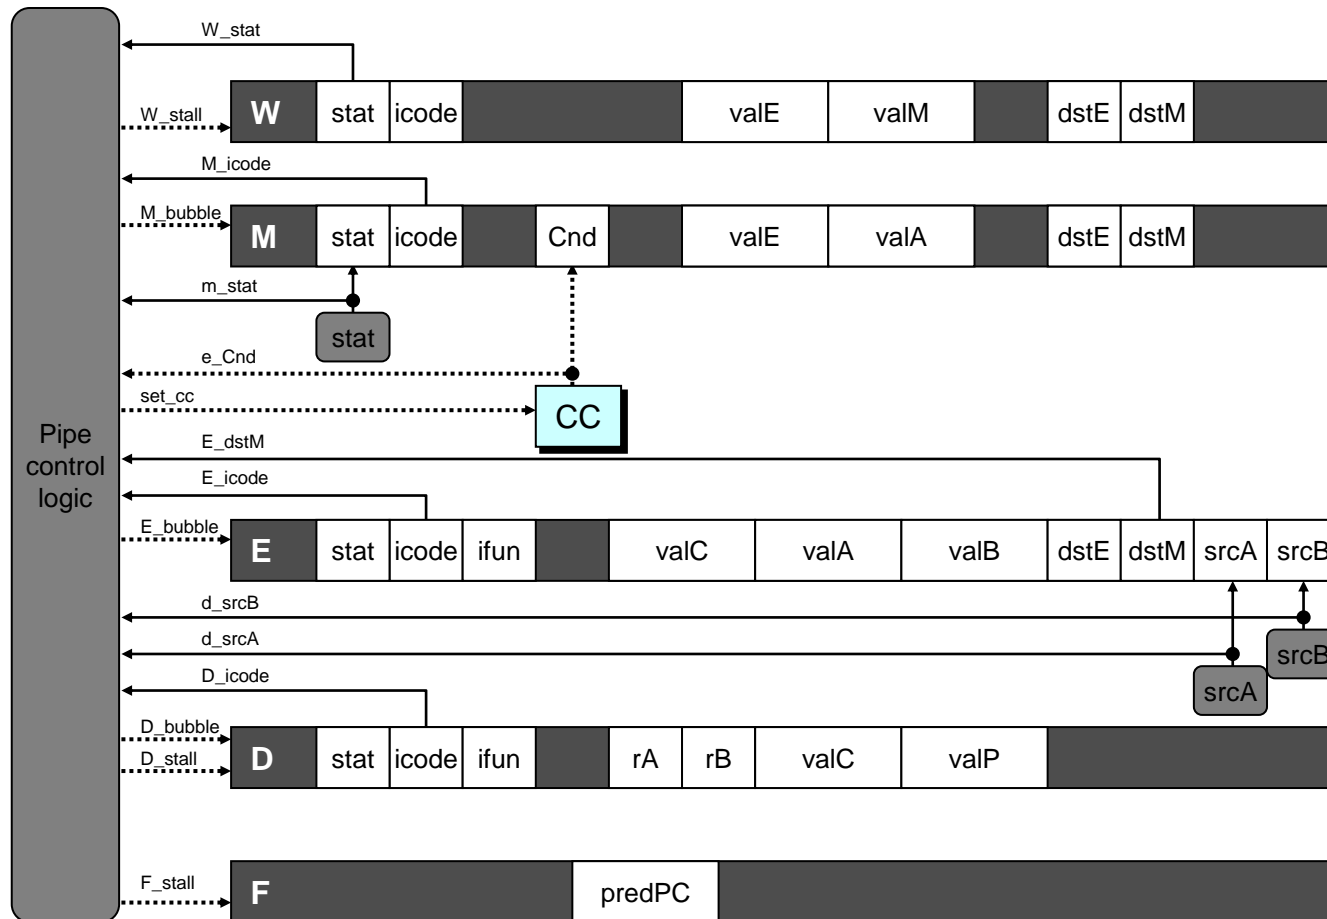 W_stat
W_stall
W stat icode valE valM dstE dstM
M_icode
M_bubble
M stat icode Cnd valE valA dstE dstM
m_stat
stat
e_Cnd
set_cc
CC
Pipe
control
logic
E_dstM
E_icode
E_bubble
E stat icode ifun valC valA valB dstE dstM srcA srcB
d_srcB
d_srcA
srcB
srcA
D_icode
D_bubble
D_stall
D stat icode ifun rA rB valC valP
F_stall
F predPC